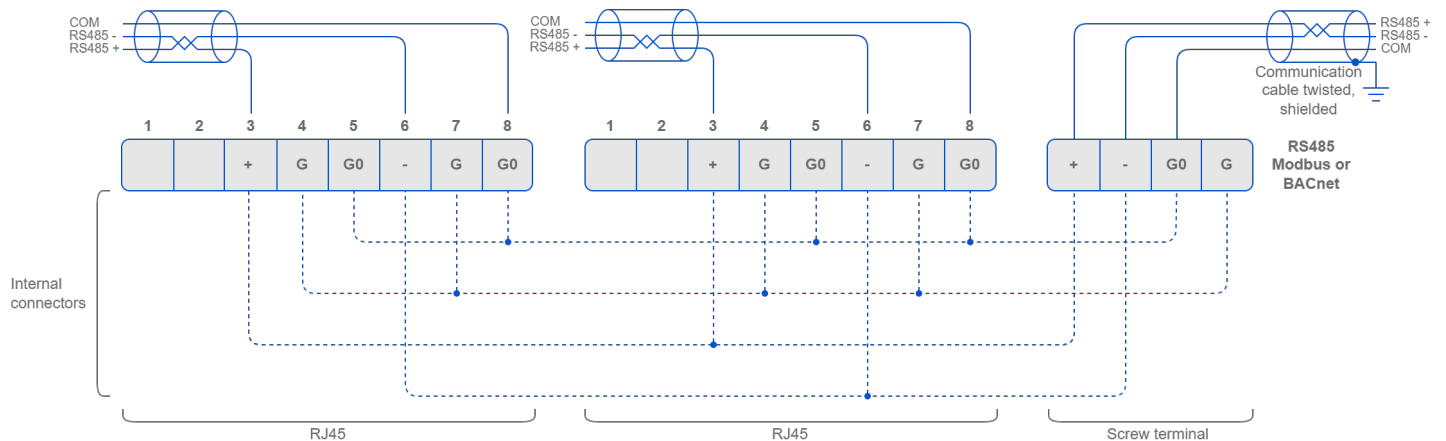 COM
RS485 -
RS485 +
COM
RS485 -
RS485 +
RS485 +
RS485 -
COM
Communication
cable twisted,
shielded
1 2 3 4 5 6 7 8
1 2 3 4 5 6 7 8
+ G G0 - G G0
+ G G0 - G G0
+ - G0 G
RS485
Modbus or
BACnet
Internal
connectors
RJ45
RJ45
Screw terminal